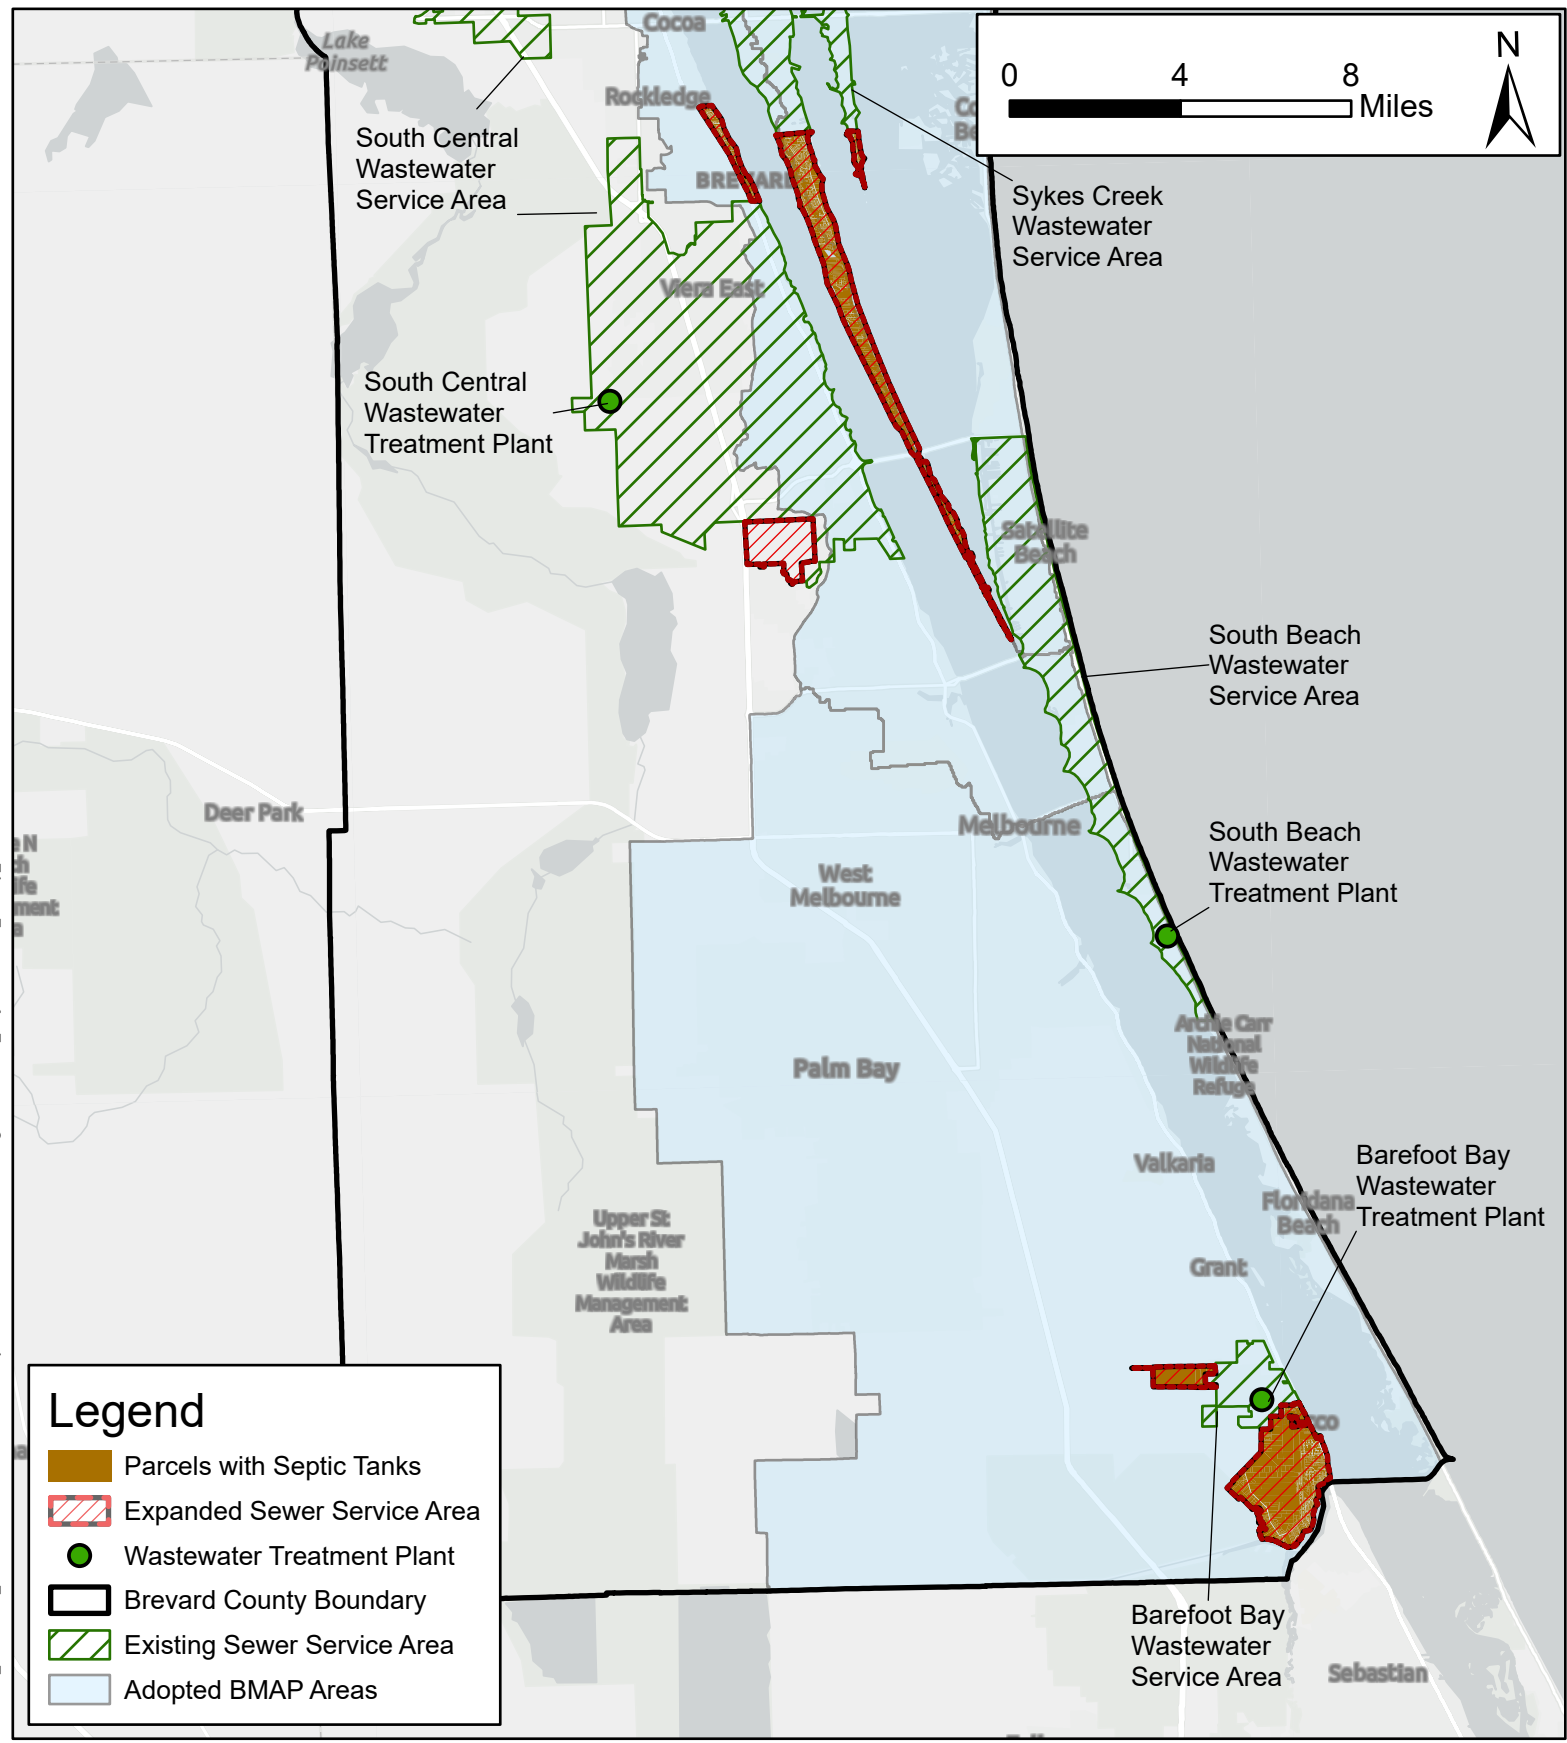 Cocoa
Lake
Poinsett
0 4 8
Miles
N
Rockledge
South Central
Wastewater
Service Area
BREVARD
Sykes Creek
Wastewater
Service Area
Viera East
South Central
Wastewater
Treatment Plant
Satellite
Beach
South Beach
Wastewater
Service Area
Deer Park
Melbourne
South Beach
Wastewater
Treatment Plant
West
Melbourne
Archie Carr
National
Wildlife
Refuge
Palm Bay
Valkaria
Barefoot Bay
Wastewater
Treatment Plant
Floridana
Beach
Upper St
John's River
Marsh
Wildlife
Management
Area
Grant
Legend
Parcels with Septic Tanks
Expanded Sewer Service Area
Wastewater Treatment Plant
Brevard County Boundary
Existing Sewer Service Area
Adopted BMAP Areas
Barefoot Bay
Wastewater
Service Area
Sebastian